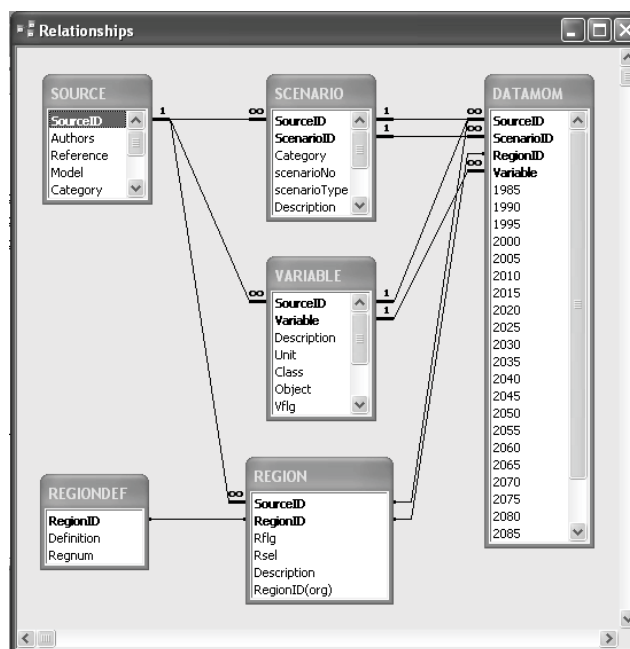 Relationships
SOURCE
SourceID
Authors
Reference
Model
Category
SCENARIO
SourceID
ScenarioID
Category
scenarioNo
scenarioType
Description
DATAMOM
SourceID
ScenarioID
RegionID
Variable
1985
1990
1995
2000
2005
2010
2015
2020
2025
2030
2035
2040
2045
2050
2055
2060
2065
2070
2075
2080
2085
VARIABLE
SourceID
Variable
Description
Unit
Class
Object
Vflg
REGIONDEF
RegionID
Definition
Regnum
REGION
SourceID
RegionID
Rflg
Rsel
Description
RegionID(org)
1
∞
1
∞
1
∞
∞
∞
1
1
∞